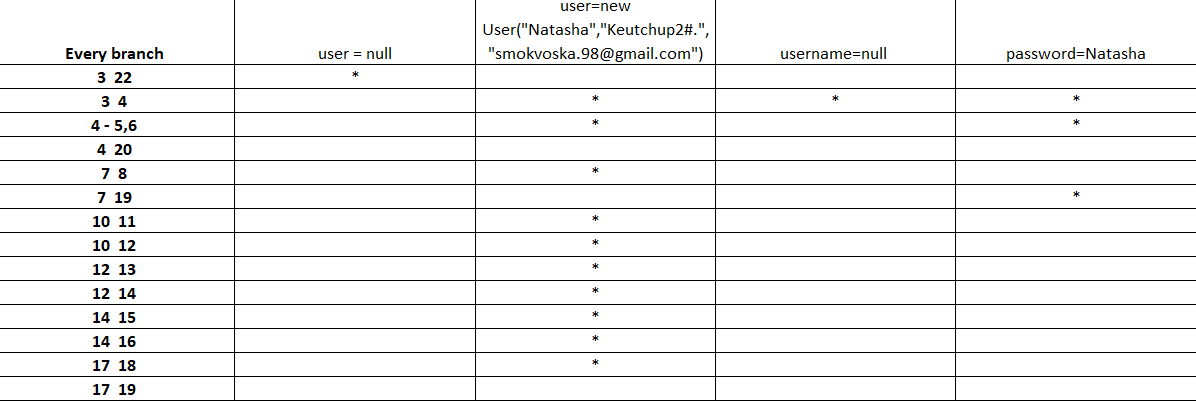 user=new
User("Natasha","Keutchup2#.",
Every branch user = null "smokvoska.98@gmail.com") username=null password=Natasha
3 22 *
3 4 * * *
4 - 5,6 * *
4 20
7 8 *
7 19 *
10 11 *
10 12 *
12 13 *
12 14 *
14 15 *
14 16 *
17 18 *
17 19